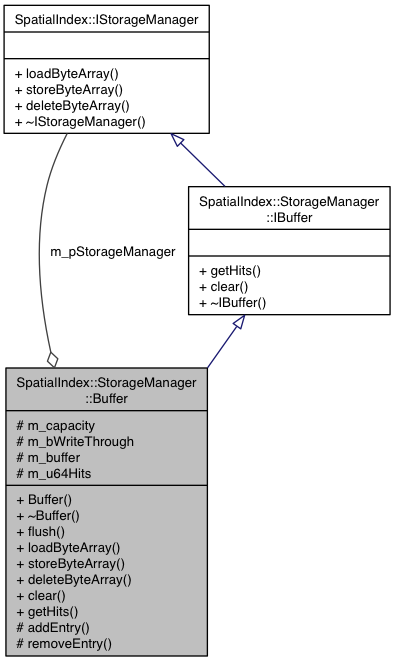 SpatialIndex::IStorageManager
+ loadByteArray()
+ storeByteArray()
+ deleteByteArray()
+ ~IStorageManager()
SpatialIndex::StorageManager
::IBuffer
+ getHits()
+ clear()
+ ~IBuffer()
m_pStorageManager
SpatialIndex::StorageManager
::Buffer
# m_capacity
# m_bWriteThrough
# m_buffer
# m_u64Hits
+ Buffer()
+ ~Buffer()
+ flush()
+ loadByteArray()
+ storeByteArray()
+ deleteByteArray()
+ clear()
+ getHits()
# addEntry()
# removeEntry()